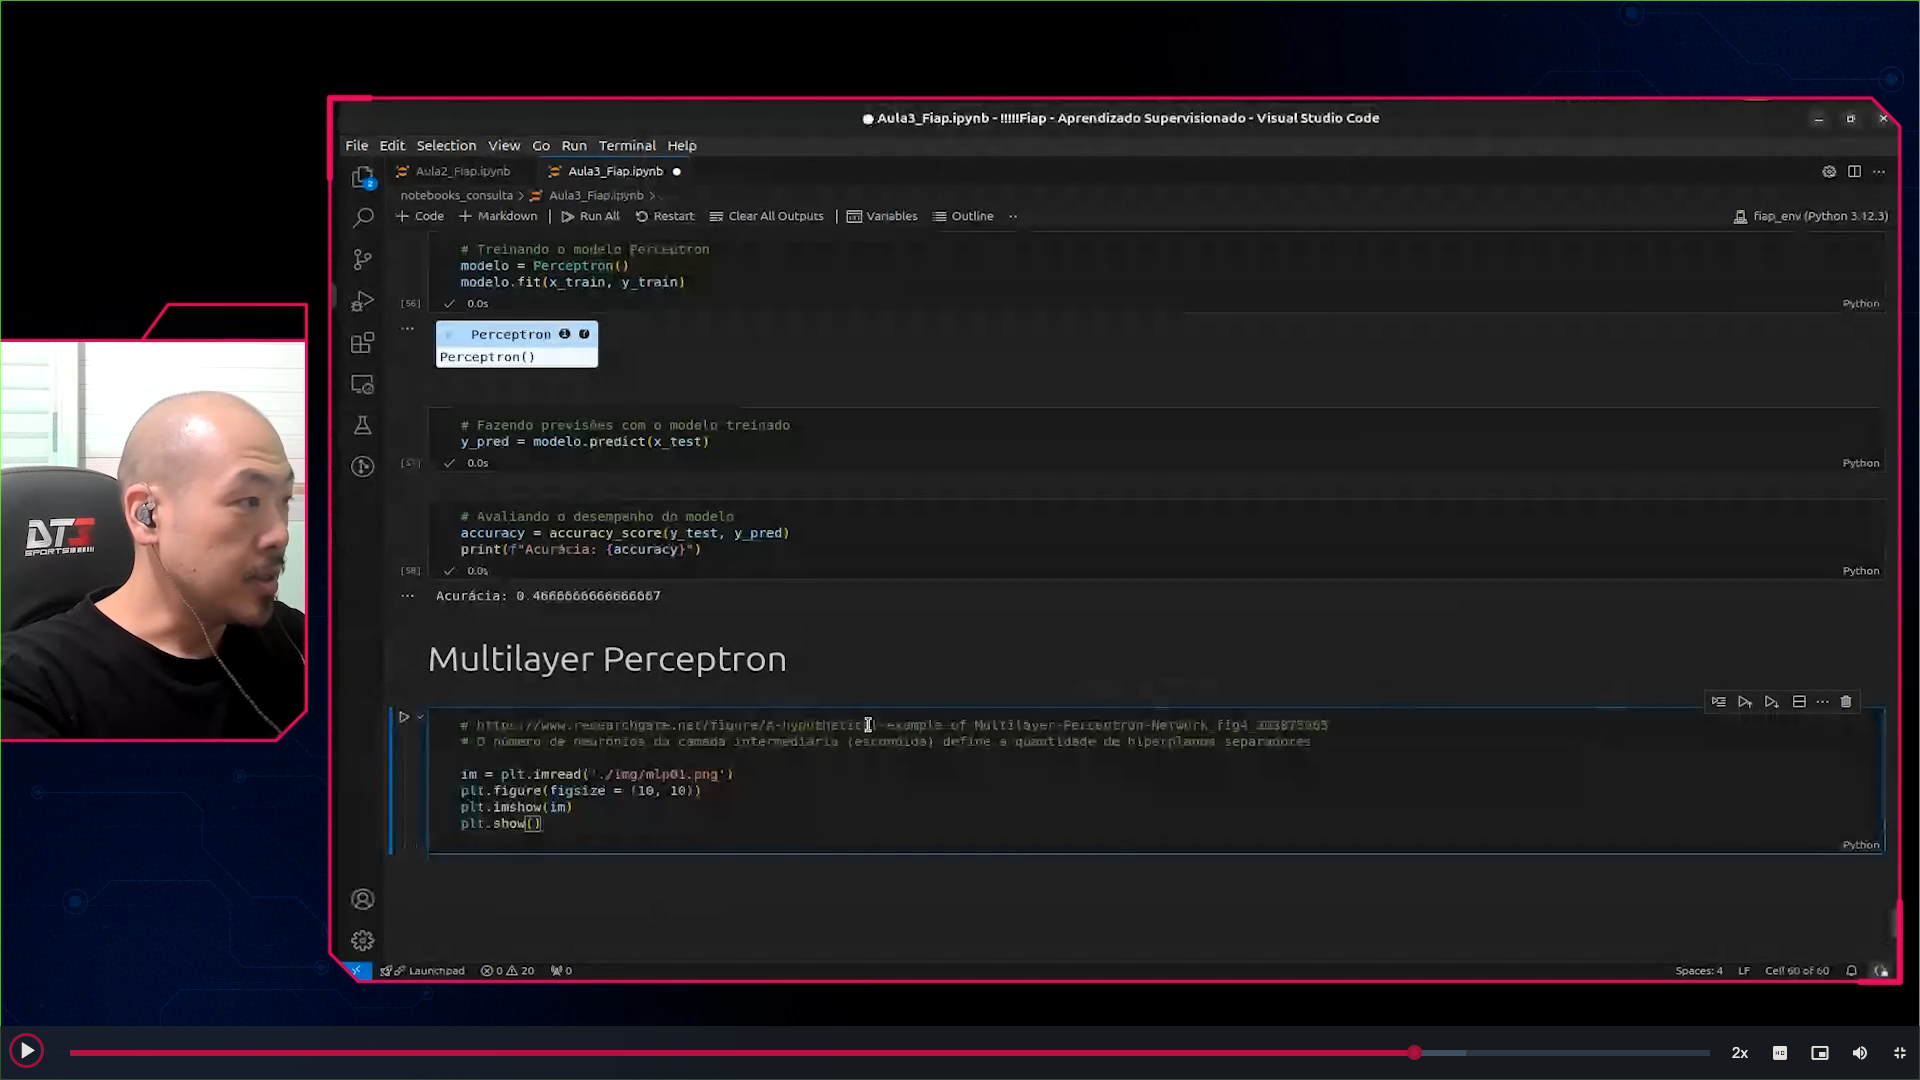 Aula3_Fiap.ipynb - !!!!!Fiap - Aprendizado Supervisionado - Visual Studio Code
File Edit Selection View Go Run Terminal Help
Aula2_Fiap.ipynb Aula3_Fiap.ipynb
notebooks_consulta > Aula3_Fiap.ipynb >
+ Code + Markdown | Run All Restart Clear All Outputs | Variables Outline ··
fiap_env (Python 3.12.3)
# Treinando o modelo Perceptron
modelo = Perceptron()
modelo.fit(x_train, y_train)
[56] 0.0s Python
Perceptron
Perceptron()
# Fazendo previsões com o modelo treinado
y_pred = modelo.predict(x_test)
[57] 0.0s Python
# Avaliando o desempenho do modelo
accuracy = accuracy_score(y_test, y_pred)
print(f"Acurácia: {accuracy}")
[58] 0.0s Python
Acurácia: 0.4666666666666667
Multilayer Perceptron
# http://www.researchgate.net/figure/A-hypothetical-example-of-Multilayer-Perceptron-Network_fig4
# O número de neurônios da camada intermediária (escondida) define a quantidade de hiperplanos separadores
im = plt.imread('./img/mlp01.png')
plt.figure(figsize = (10, 10))
plt.imshow(im)
plt.show()
Python
DT3
SPORTS
Launchpad 0 20 0
Spaces: 4 LF Cell 60 of 60
2x HD